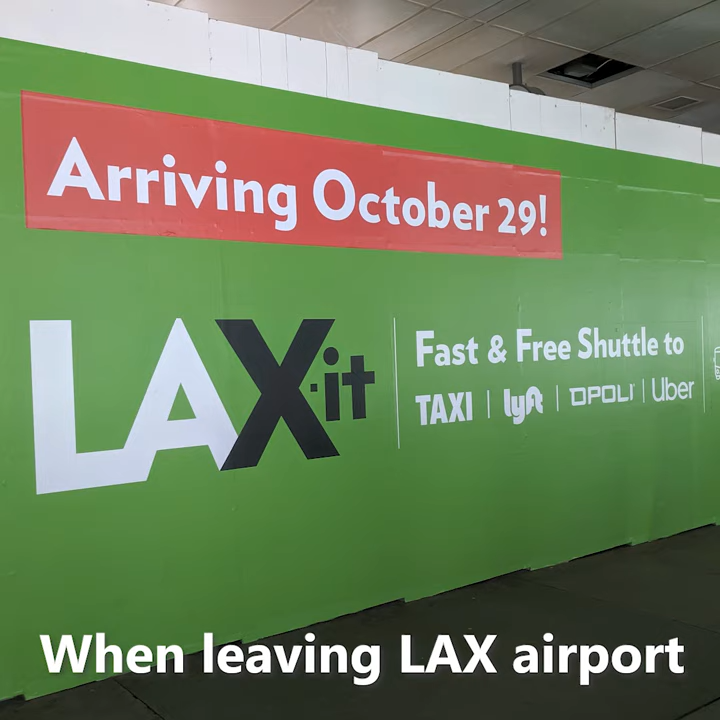 Arriving October 29!
LAX·it
Fast & Free Shuttle to
TAXI | lyft | OPOLI | Uber
When leaving LAX airport